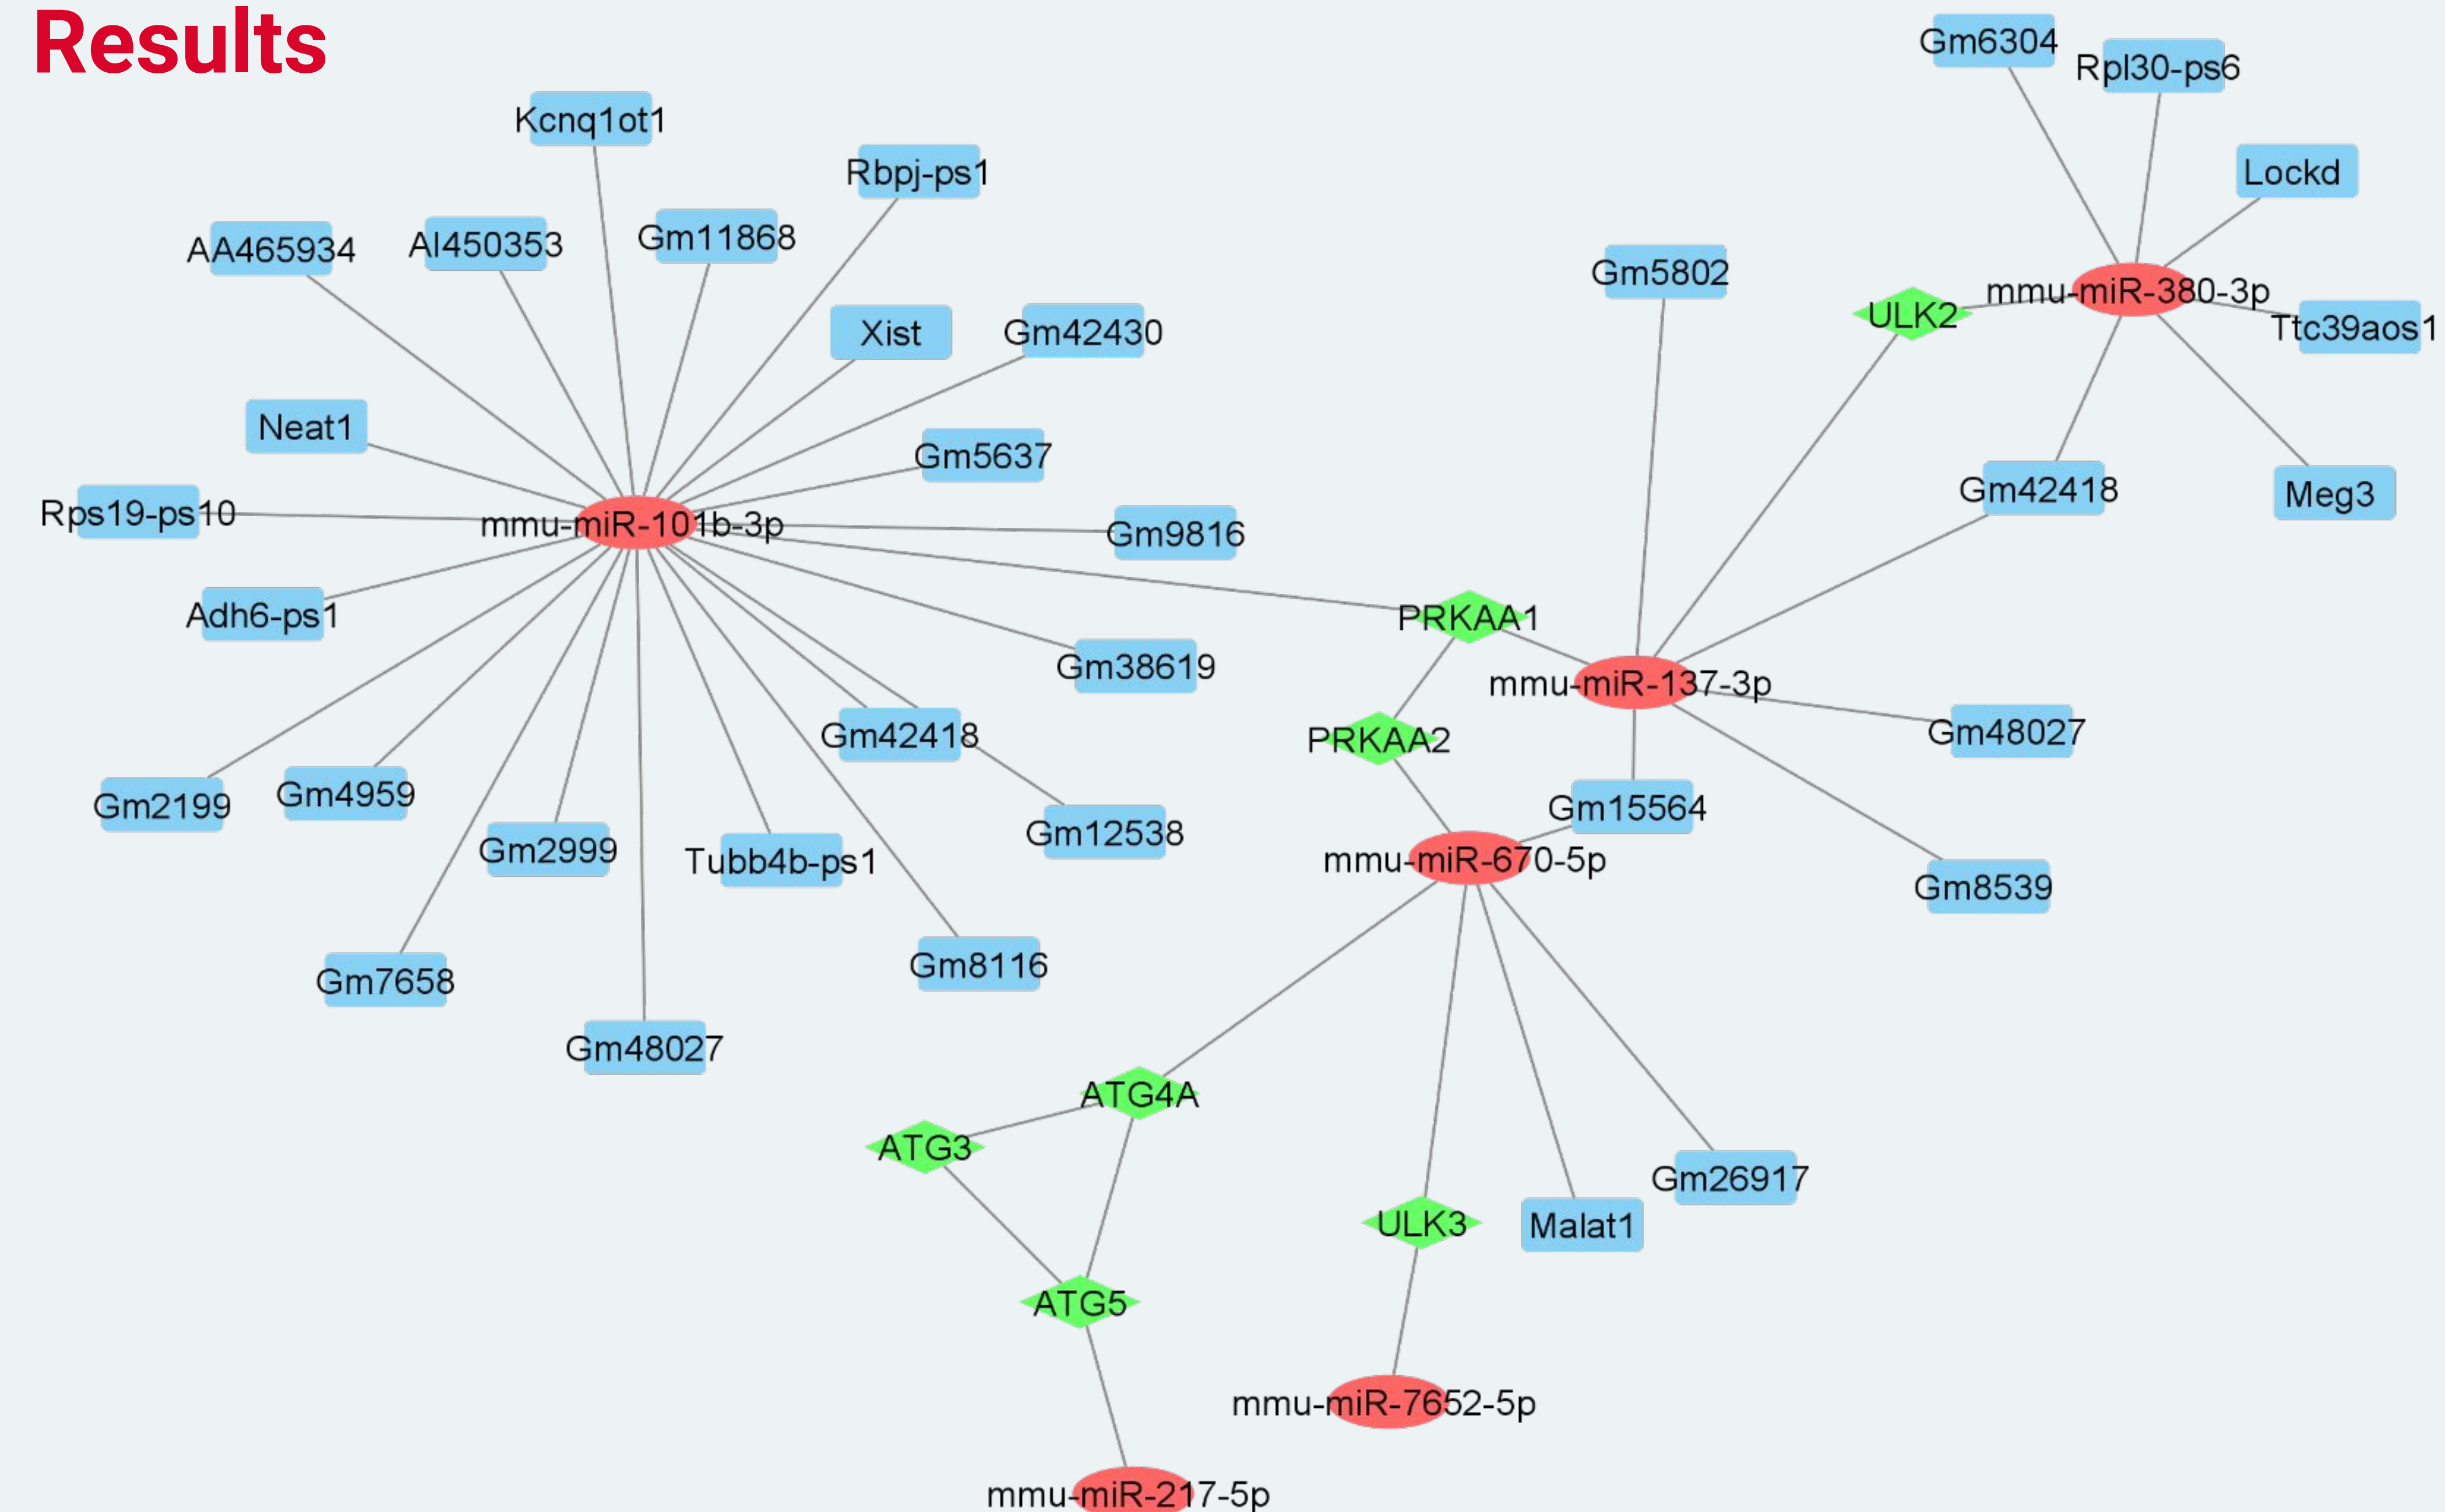 Results
Gm6304
Rpl30-ps6
Kcnq1ot1
Rbpj-ps1
Lockd
AA465934
AI450353
Gm11868
Gm5802
mmu-miR-380-3p
ULK2
Ttc39aos1
Xist
Gm42430
Neat1
Gm5637
Gm42418
Meg3
Rps19-ps10
mmu-miR-101b-3p
Gm9816
Adh6-ps1
PRKAA1
Gm38619
mmu-miR-137-3p
Gm42418
PRKAA2
Gm48027
Gm2199
Gm4959
Gm15564
Gm12538
Gm2999
Tubb4b-ps1
mmu-miR-670-5p
Gm8539
Gm7658
Gm8116
Gm48027
ATG4A
ATG3
Gm26917
ULK3
Malat1
ATG5
mmu-miR-7652-5p
mmu-miR-217-5p